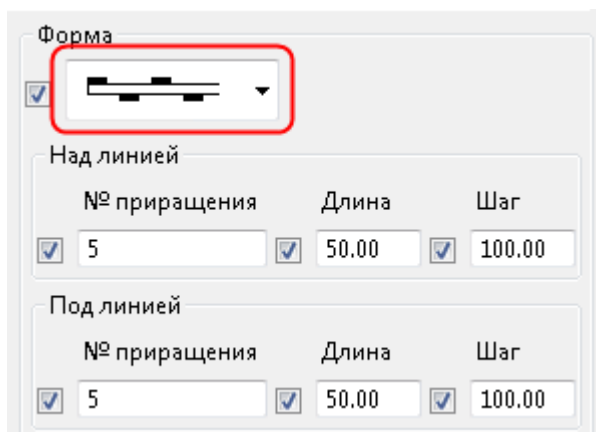 Форма
Над линией
№ приращения Длина Шаг
5 50.00 100.00
Под линией
№ приращения Длина Шаг
5 50.00 100.00